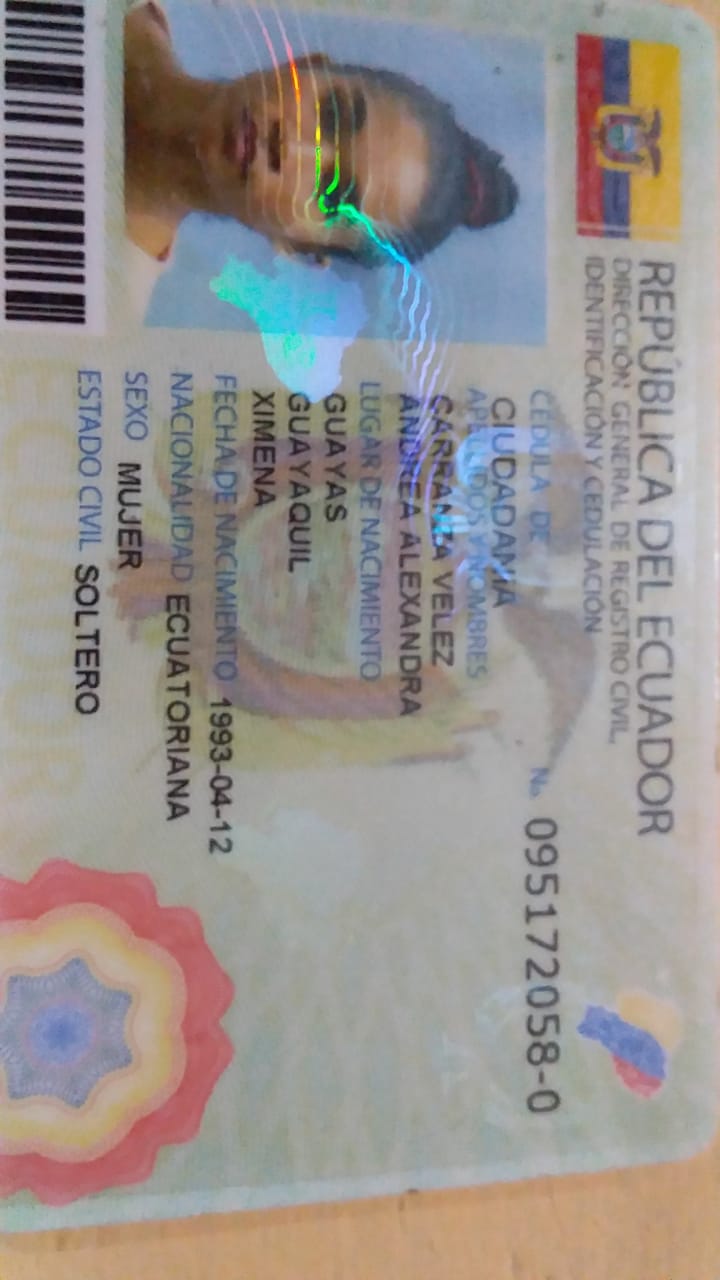 REPÚBLICA DEL ECUADOR
DIRECCIÓN GENERAL DE REGISTRO CIVIL,
IDENTIFICACIÓN Y CEDULACIÓN
CÉDULA DE No. 095172058-0
CIUDADANIA
APELLIDOS Y NOMBRES
CARRANZA VELEZ
ANDREA ALEXANDRA
LUGAR DE NACIMIENTO
GUAYAS
GUAYAQUIL
XIMENA
FECHA DE NACIMIENTO 1993-04-12
NACIONALIDAD ECUATORIANA
SEXO MUJER
ESTADO CIVIL SOLTERO